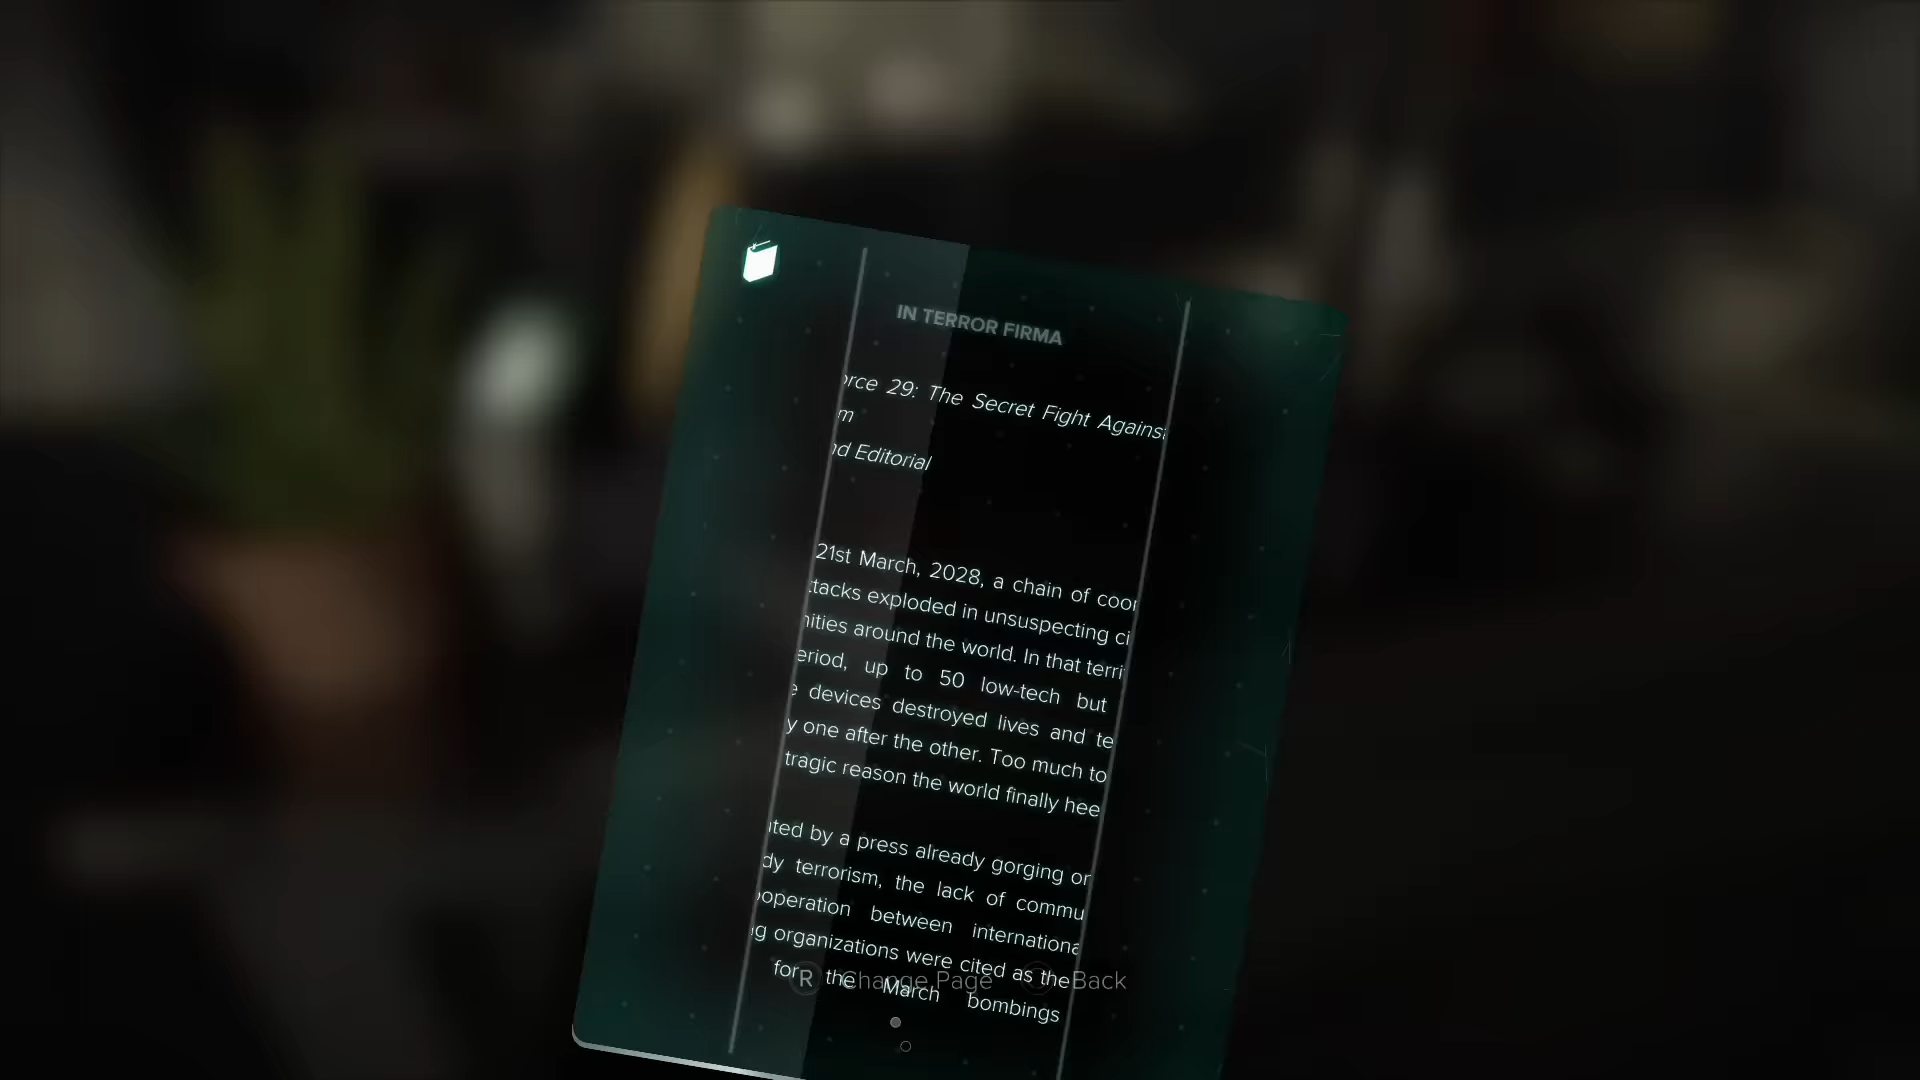 IN TERROR FIRMA
orce 29: The Secret Fight Against
m
nd Editorial
21st March, 2028, a chain of coor
ttacks exploded in unsuspecting ci
nities around the world. In that terri
eriod, up to 50 low-tech but
e devices destroyed lives and te
y one after the other. Too much to
tragic reason the world finally hee
ted by a press already gorging on
dy terrorism, the lack of commu
operation between internationa
g organizations were cited as the
for the March bombings
R Change Page Back